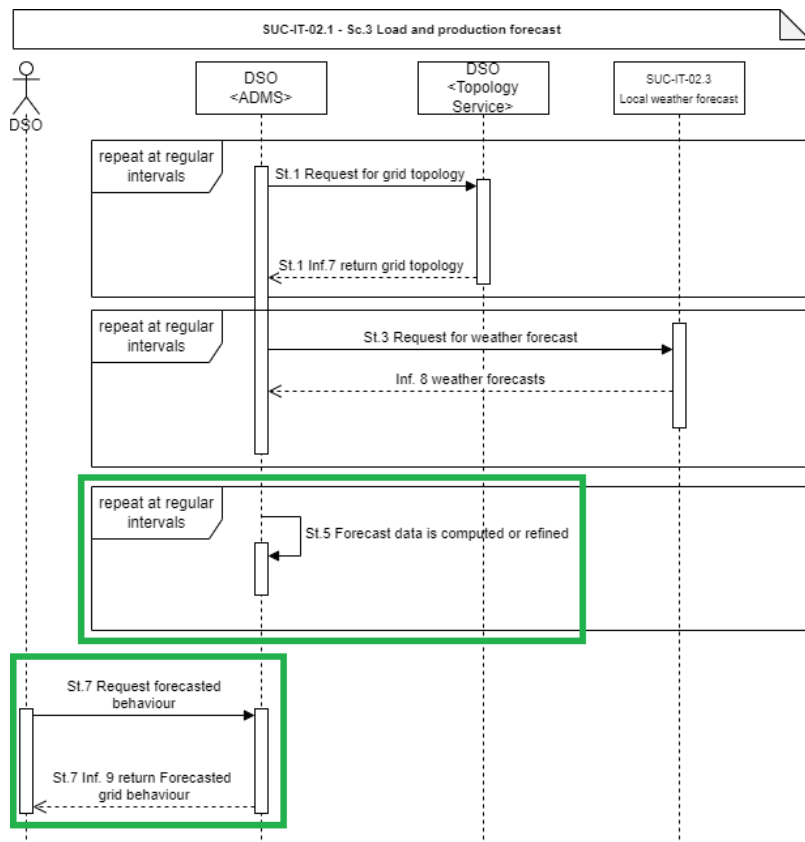 SUC-IT-02.1 - Sc.3 Load and production forecast
DSO
DSO
<ADMS>
DSO
<Topology
Service>
SUC-IT-02.3
Local weather forecast
repeat at regular
intervals
St.1 Request for grid topology
St.1 Inf.7 return grid topology
repeat at regular
intervals
St.3 Request for weather forecast
Inf. 8 weather forecasts
repeat at regular
intervals
St.5 Forecast data is computed or refined
St.7 Request forecasted
behaviour
St.7 Inf. 9 return Forecasted
grid behaviour